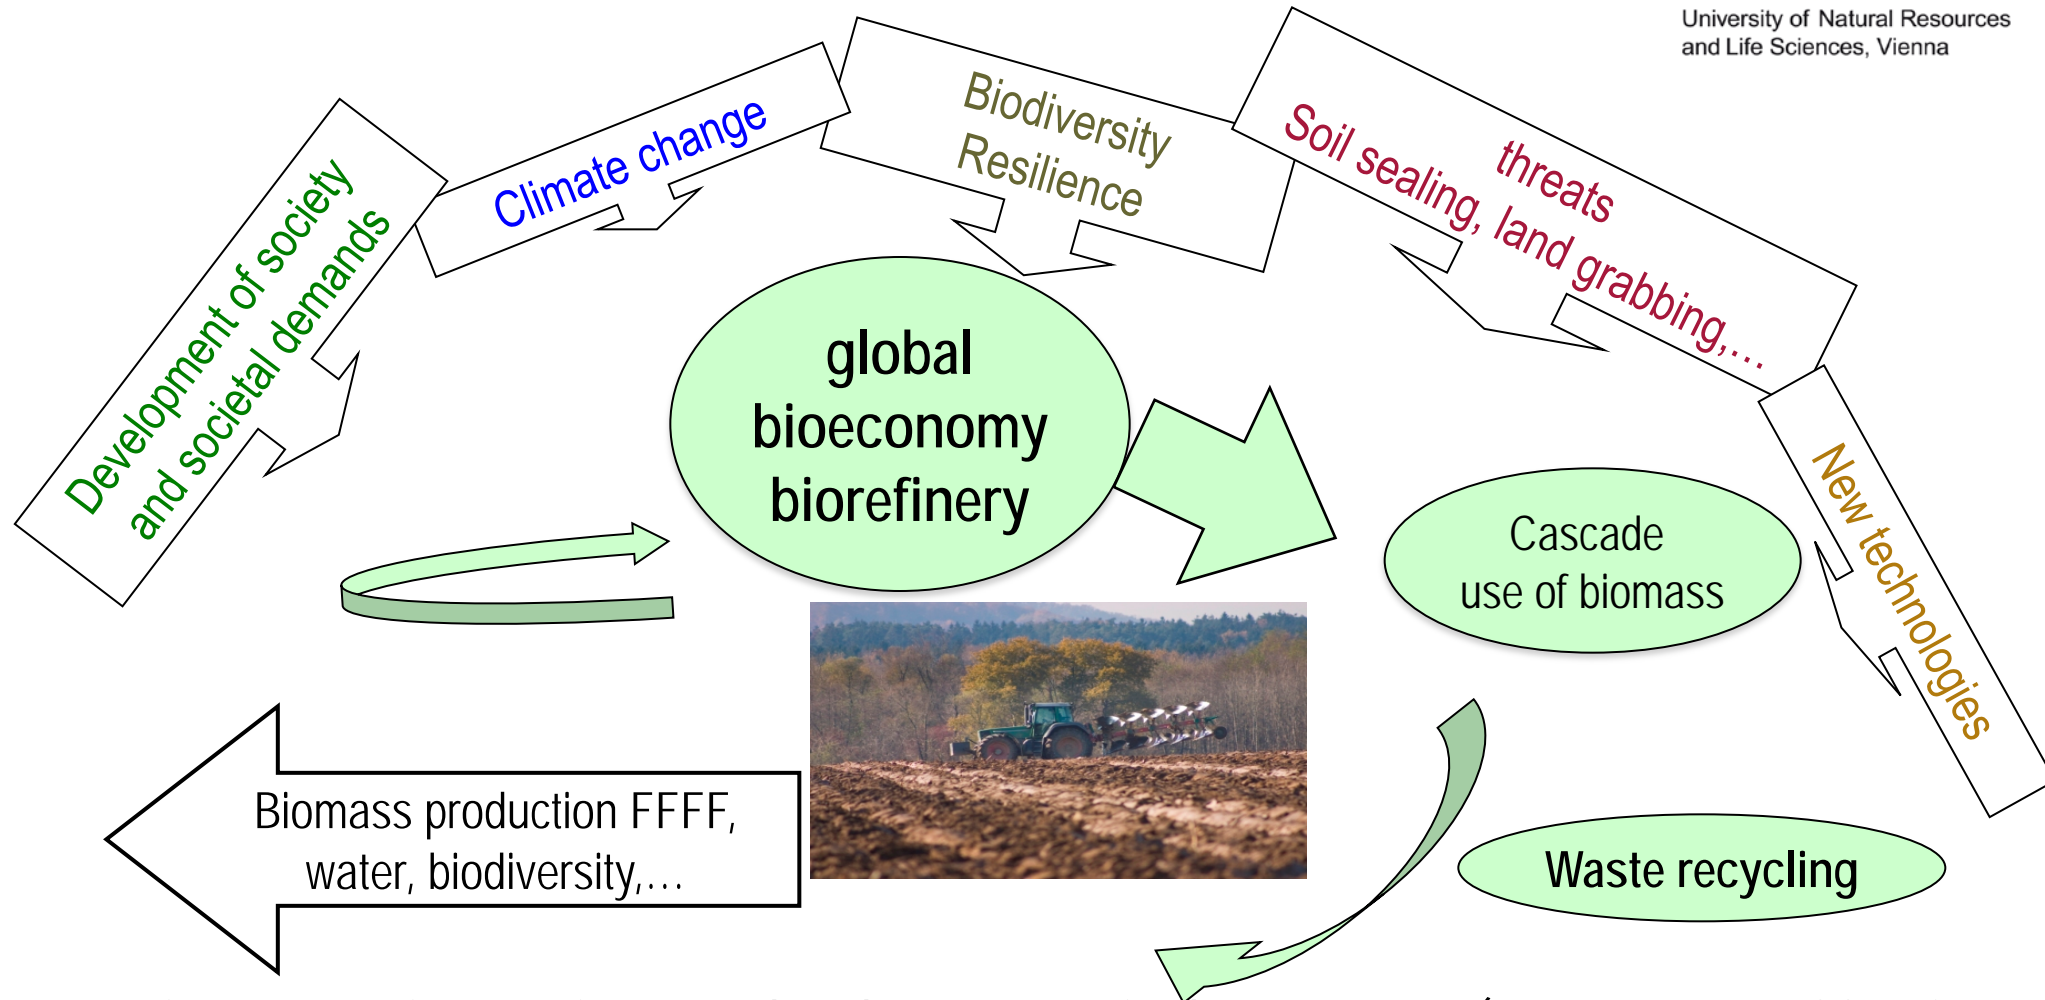 University of Natural Resources
and Life Sciences, Vienna
Development of society
and societal demands
Climate change
Biodiversity
Resilience
threats
Soil sealing, land grabbing,…
New technologies
global
bioeconomy
biorefinery
Cascade
use of biomass
Biomass production FFFF,
water, biodiversity,…
Waste recycling